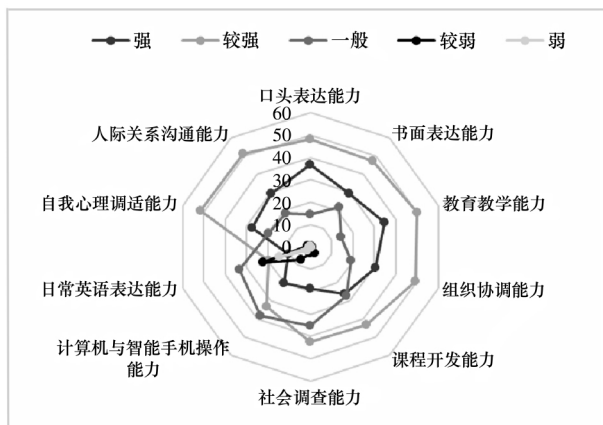 强 较强 一般 较弱 弱
口头表达能力
人际关系沟通能力 书面表达能力
自我心理调适能力 教育教学能力
日常英语表达能力 组织协调能力
计算机与智能手机操作
能力
课程开发能力
社会调查能力
60
50
40
30
20
10
0